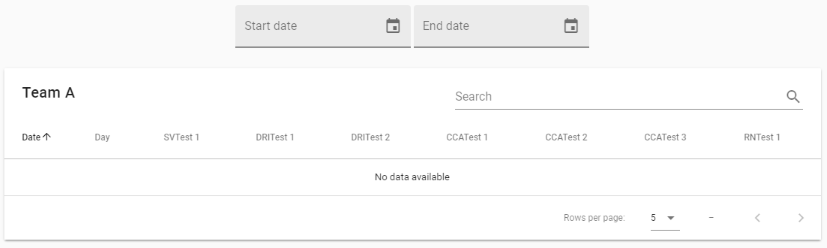 Start date End date
Team A
Search
Date Day SVTest 1 DRITest 1 DRITest 2 CCATest 1 CCATest 2 CCATest 3 RNTest 1
No data available
Rows per page: 5 –